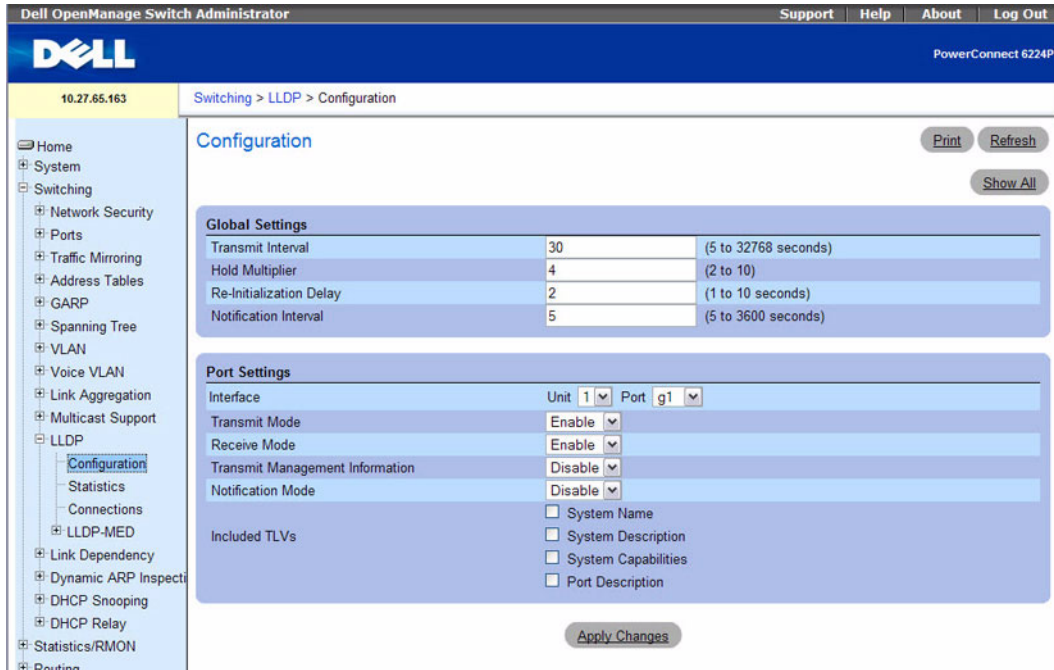 Dell OpenManage Switch Administrator Support Help About Log Out
DELL
PowerConnect 6224P
10.27.65.163
Switching > LLDP > Configuration
Home
System
Switching
Network Security
Ports
Traffic Mirroring
Address Tables
GARP
Spanning Tree
VLAN
Voice VLAN
Link Aggregation
Multicast Support
LLDP
Configuration
Statistics
Connections
LLDP-MED
Link Dependency
Dynamic ARP Inspecti
DHCP Snooping
DHCP Relay
Statistics/RMON
Routing
Configuration
Print Refresh
Show All
Global Settings
Transmit Interval 30 (5 to 32768 seconds)
Hold Multiplier 4 (2 to 10)
Re-Initialization Delay 2 (1 to 10 seconds)
Notification Interval 5 (5 to 3600 seconds)
Port Settings
Interface Unit 1 Port g1
Transmit Mode Enable
Receive Mode Enable
Transmit Management Information Disable
Notification Mode Disable
Included TLVs
System Name
System Description
System Capabilities
Port Description
Apply Changes